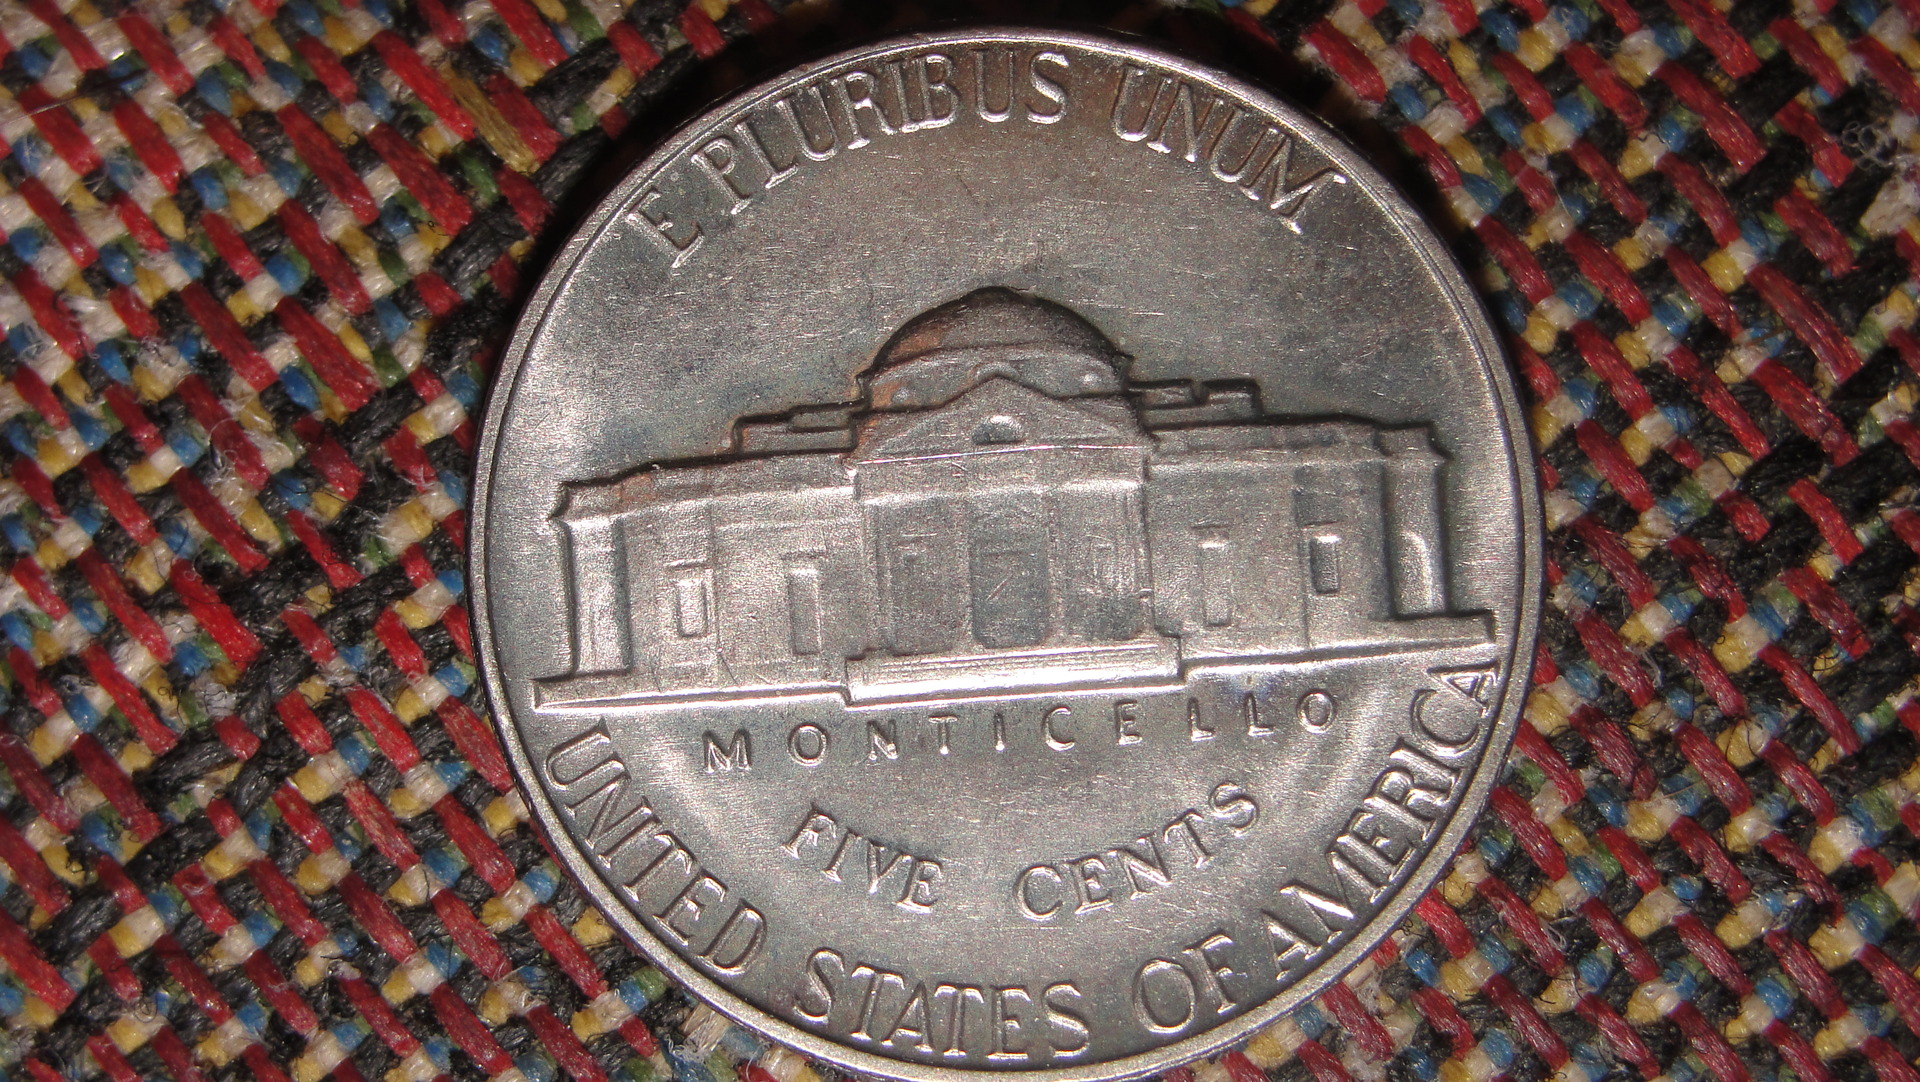 E PLURIBUS UNUM
MONTICELLO
FIVE CENTS
UNITED STATES OF AMERICA